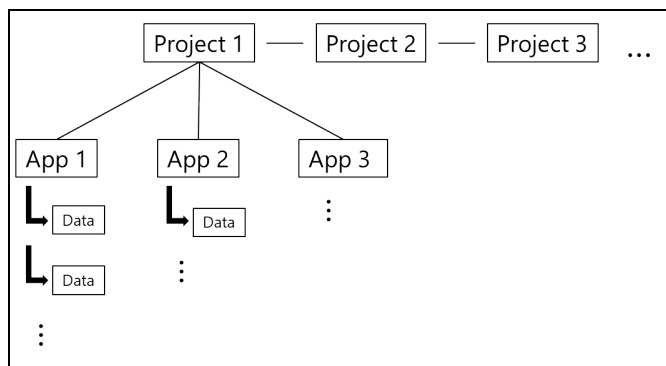 Project 1
Project 2
Project 3
...
App 1
App 2
App 3
Data
Data
Data